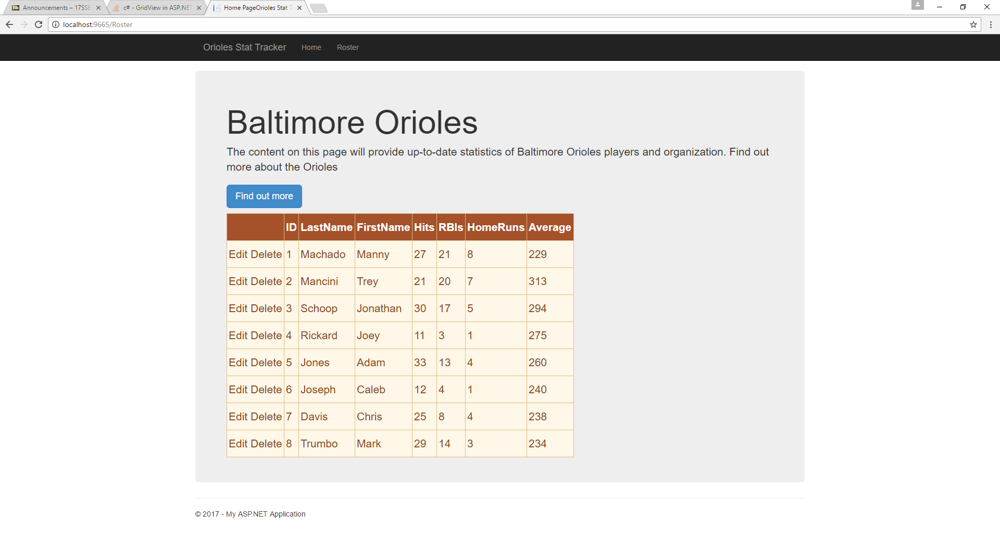 Announcements – 17SSE
c# - GridView in ASP.NET
Home PageOrioles Stat T
localhost:9665/Roster
Orioles Stat Tracker Home Roster
Baltimore Orioles
The content on this page will provide up-to-date statistics of Baltimore Orioles players and organization. Find out
more about the Orioles
Find out more
ID LastName FirstName Hits RBIs HomeRuns Average
Edit Delete 1 Machado Manny 27 21 8 229
Edit Delete 2 Mancini Trey 21 20 7 313
Edit Delete 3 Schoop Jonathan 30 17 5 294
Edit Delete 4 Rickard Joey 11 3 1 275
Edit Delete 5 Jones Adam 33 13 4 260
Edit Delete 6 Joseph Caleb 12 4 1 240
Edit Delete 7 Davis Chris 25 8 4 238
Edit Delete 8 Trumbo Mark 29 14 3 234
© 2017 - My ASP.NET Application